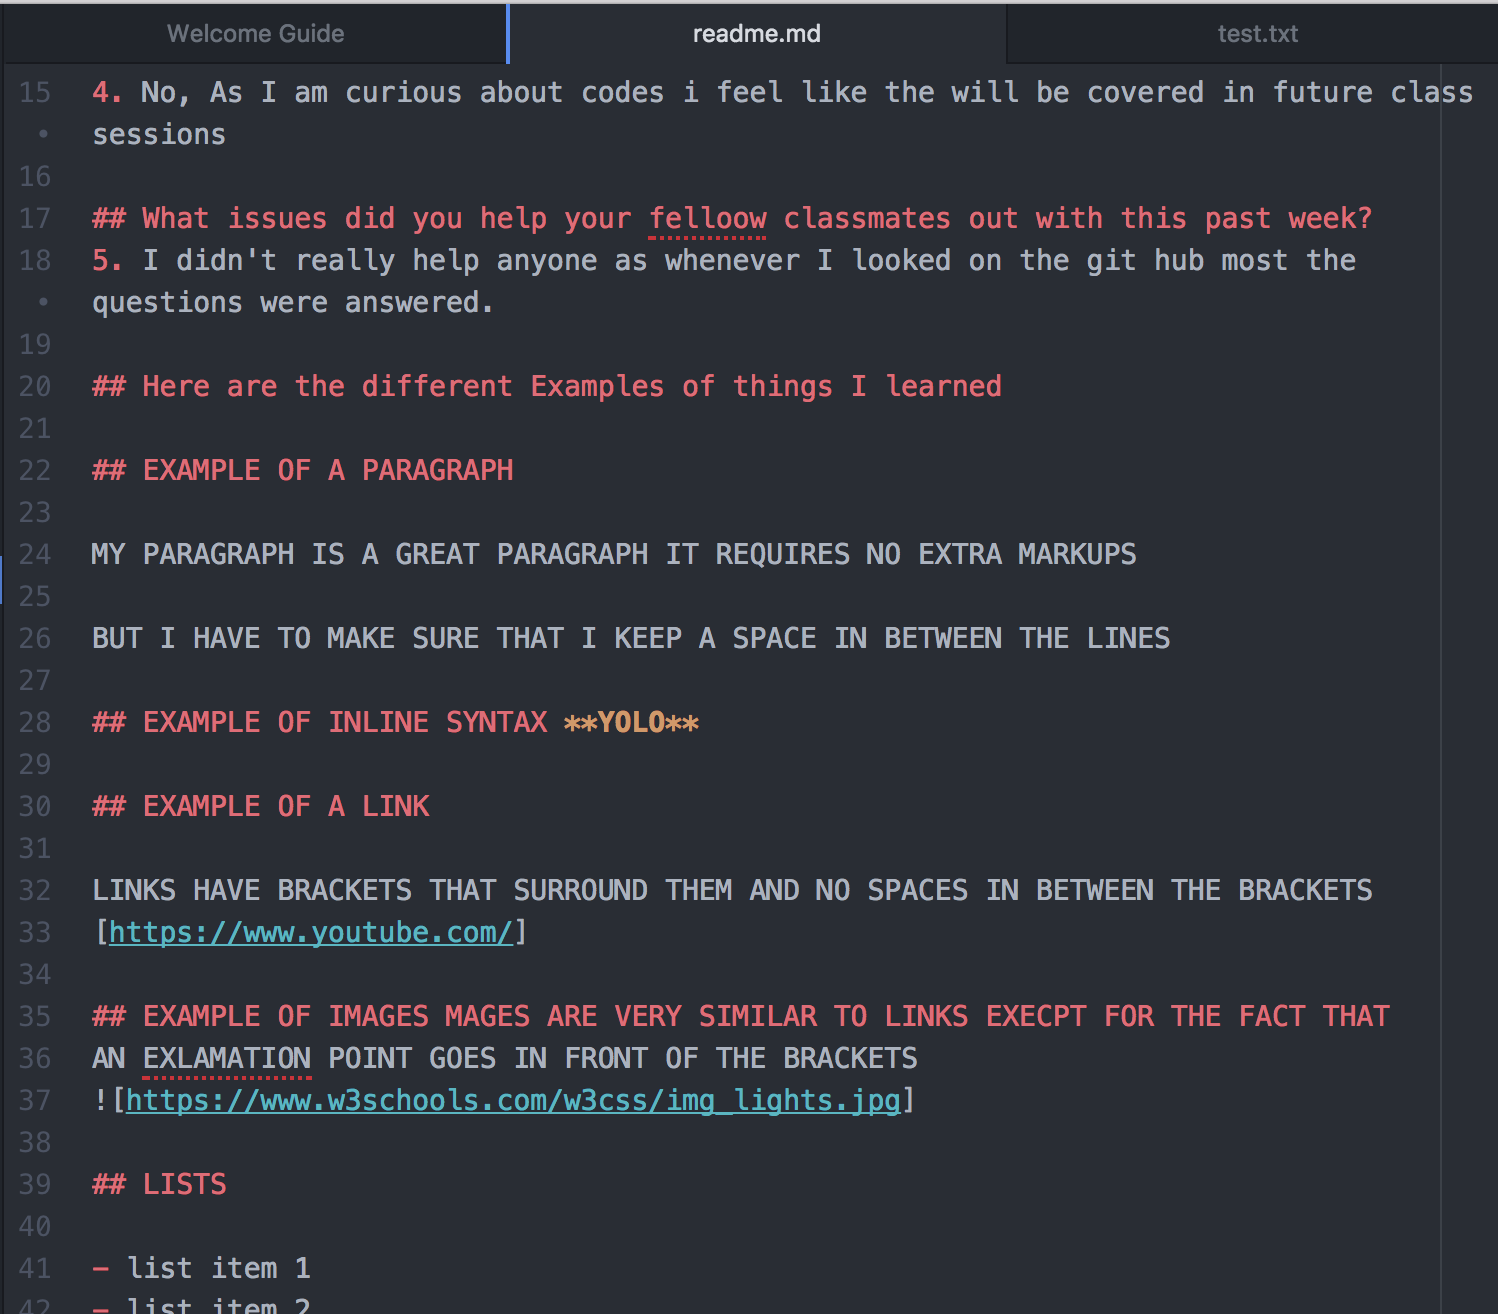 Welcome Guide
readme.md
test.txt
15 4. No, As I am curious about codes i feel like the will be covered in future class
• sessions
16
17 ## What issues did you help your felloow classmates out with this past week?
18 5. I didn't really help anyone as whenever I looked on the git hub most the
• questions were answered.
19
20 ## Here are the different Examples of things I learned
21
22 ## EXAMPLE OF A PARAGRAPH
23
24 MY PARAGRAPH IS A GREAT PARAGRAPH IT REQUIRES NO EXTRA MARKUPS
25
26 BUT I HAVE TO MAKE SURE THAT I KEEP A SPACE IN BETWEEN THE LINES
27
28 ## EXAMPLE OF INLINE SYNTAX **YOLO**
29
30 ## EXAMPLE OF A LINK
31
32 LINKS HAVE BRACKETS THAT SURROUND THEM AND NO SPACES IN BETWEEN THE BRACKETS
33 [https://www.youtube.com/]
34
35 ## EXAMPLE OF IMAGES MAGES ARE VERY SIMILAR TO LINKS EXECPT FOR THE FACT THAT
36 AN EXLAMATION POINT GOES IN FRONT OF THE BRACKETS
37 ![https://www.w3schools.com/w3css/img_lights.jpg]
38
39 ## LISTS
40
41 - list item 1
42 - list item 2